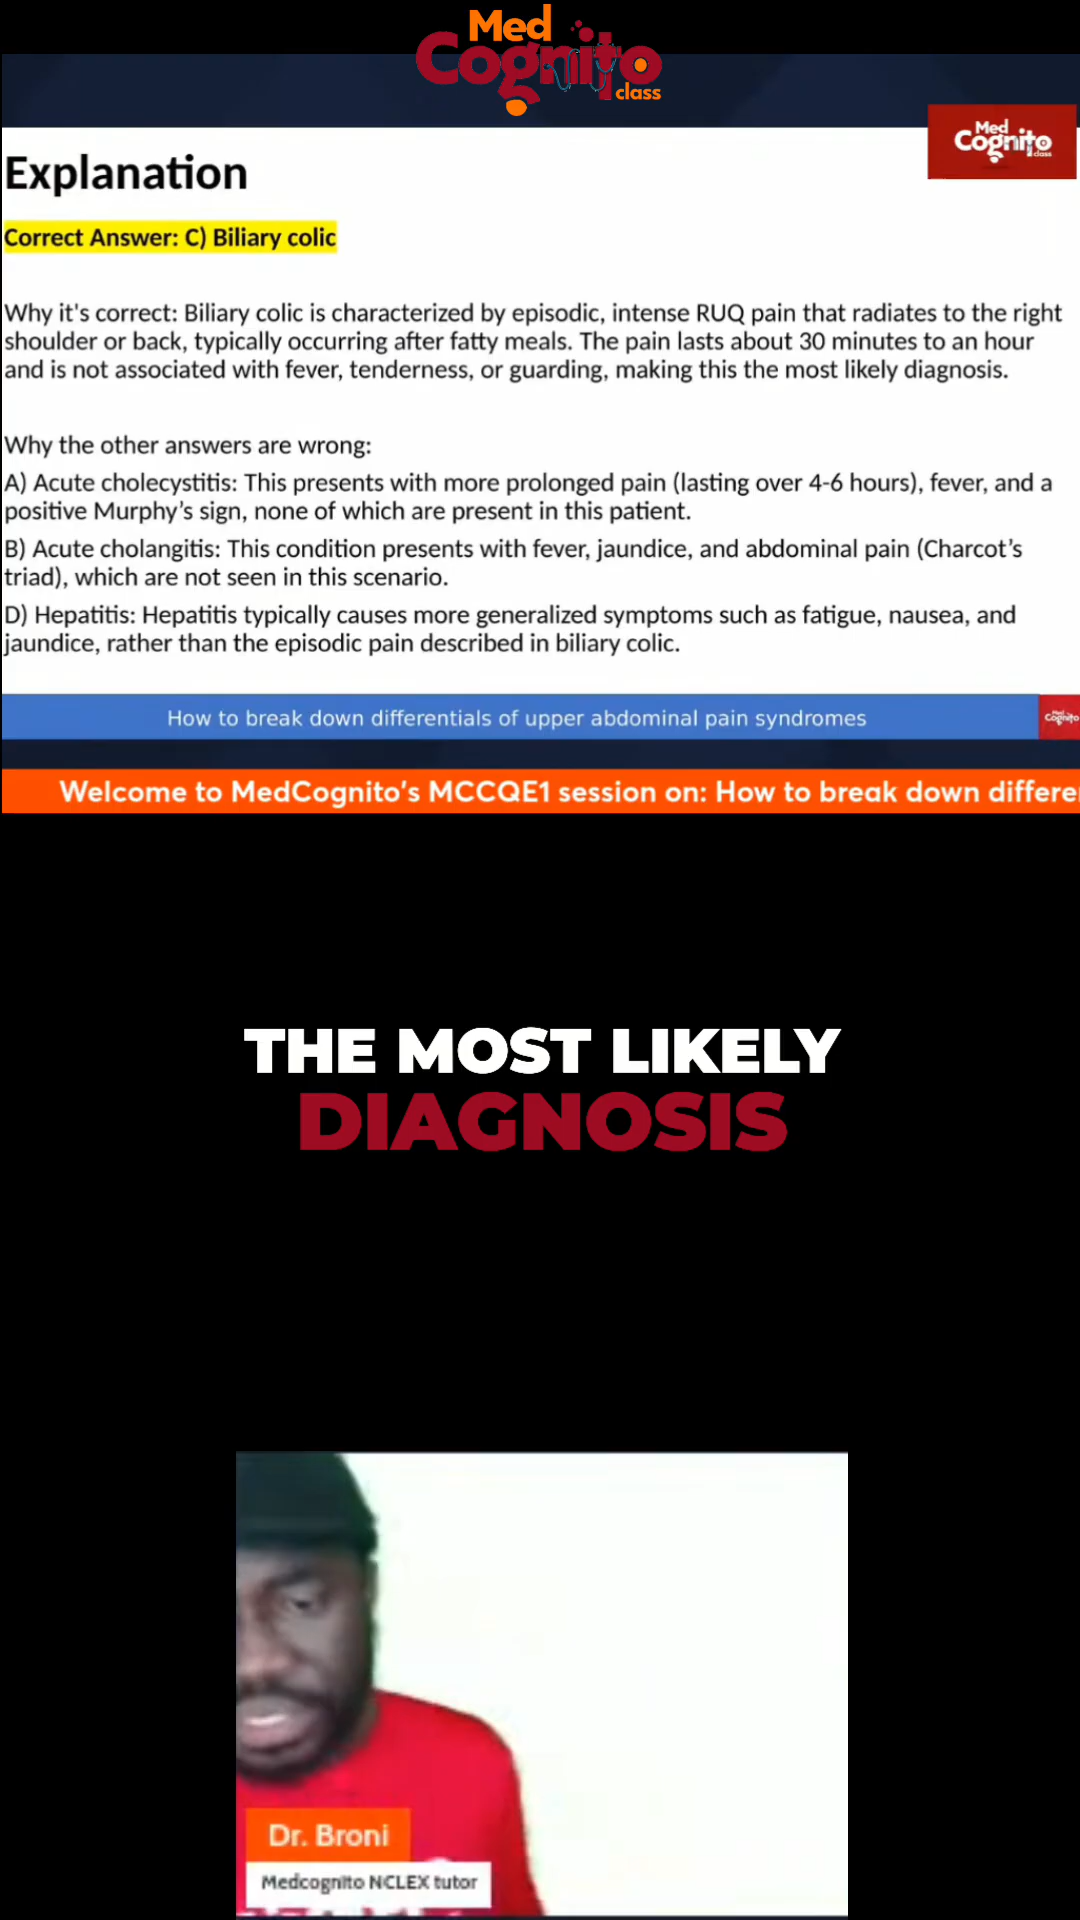 Med
Cognito
class
Med
Cognito
class
Explanation
Correct Answer: C) Biliary colic
Why it's correct: Biliary colic is characterized by episodic, intense RUQ pain that radiates to the right
shoulder or back, typically occurring after fatty meals. The pain lasts about 30 minutes to an hour
and is not associated with fever, tenderness, or guarding, making this the most likely diagnosis.
Why the other answers are wrong:
A) Acute cholecystitis: This presents with more prolonged pain (lasting over 4-6 hours), fever, and a
positive Murphy’s sign, none of which are present in this patient.
B) Acute cholangitis: This condition presents with fever, jaundice, and abdominal pain (Charcot’s
triad), which are not seen in this scenario.
D) Hepatitis: Hepatitis typically causes more generalized symptoms such as fatigue, nausea, and
jaundice, rather than the episodic pain described in biliary colic.
How to break down differentials of upper abdominal pain syndromes
Med
Cognito
Welcome to MedCognito's MCCQE1 session on: How to break down differe
THE MOST LIKELY
DIAGNOSIS
Dr. Broni
Medcognito NCLEX tutor